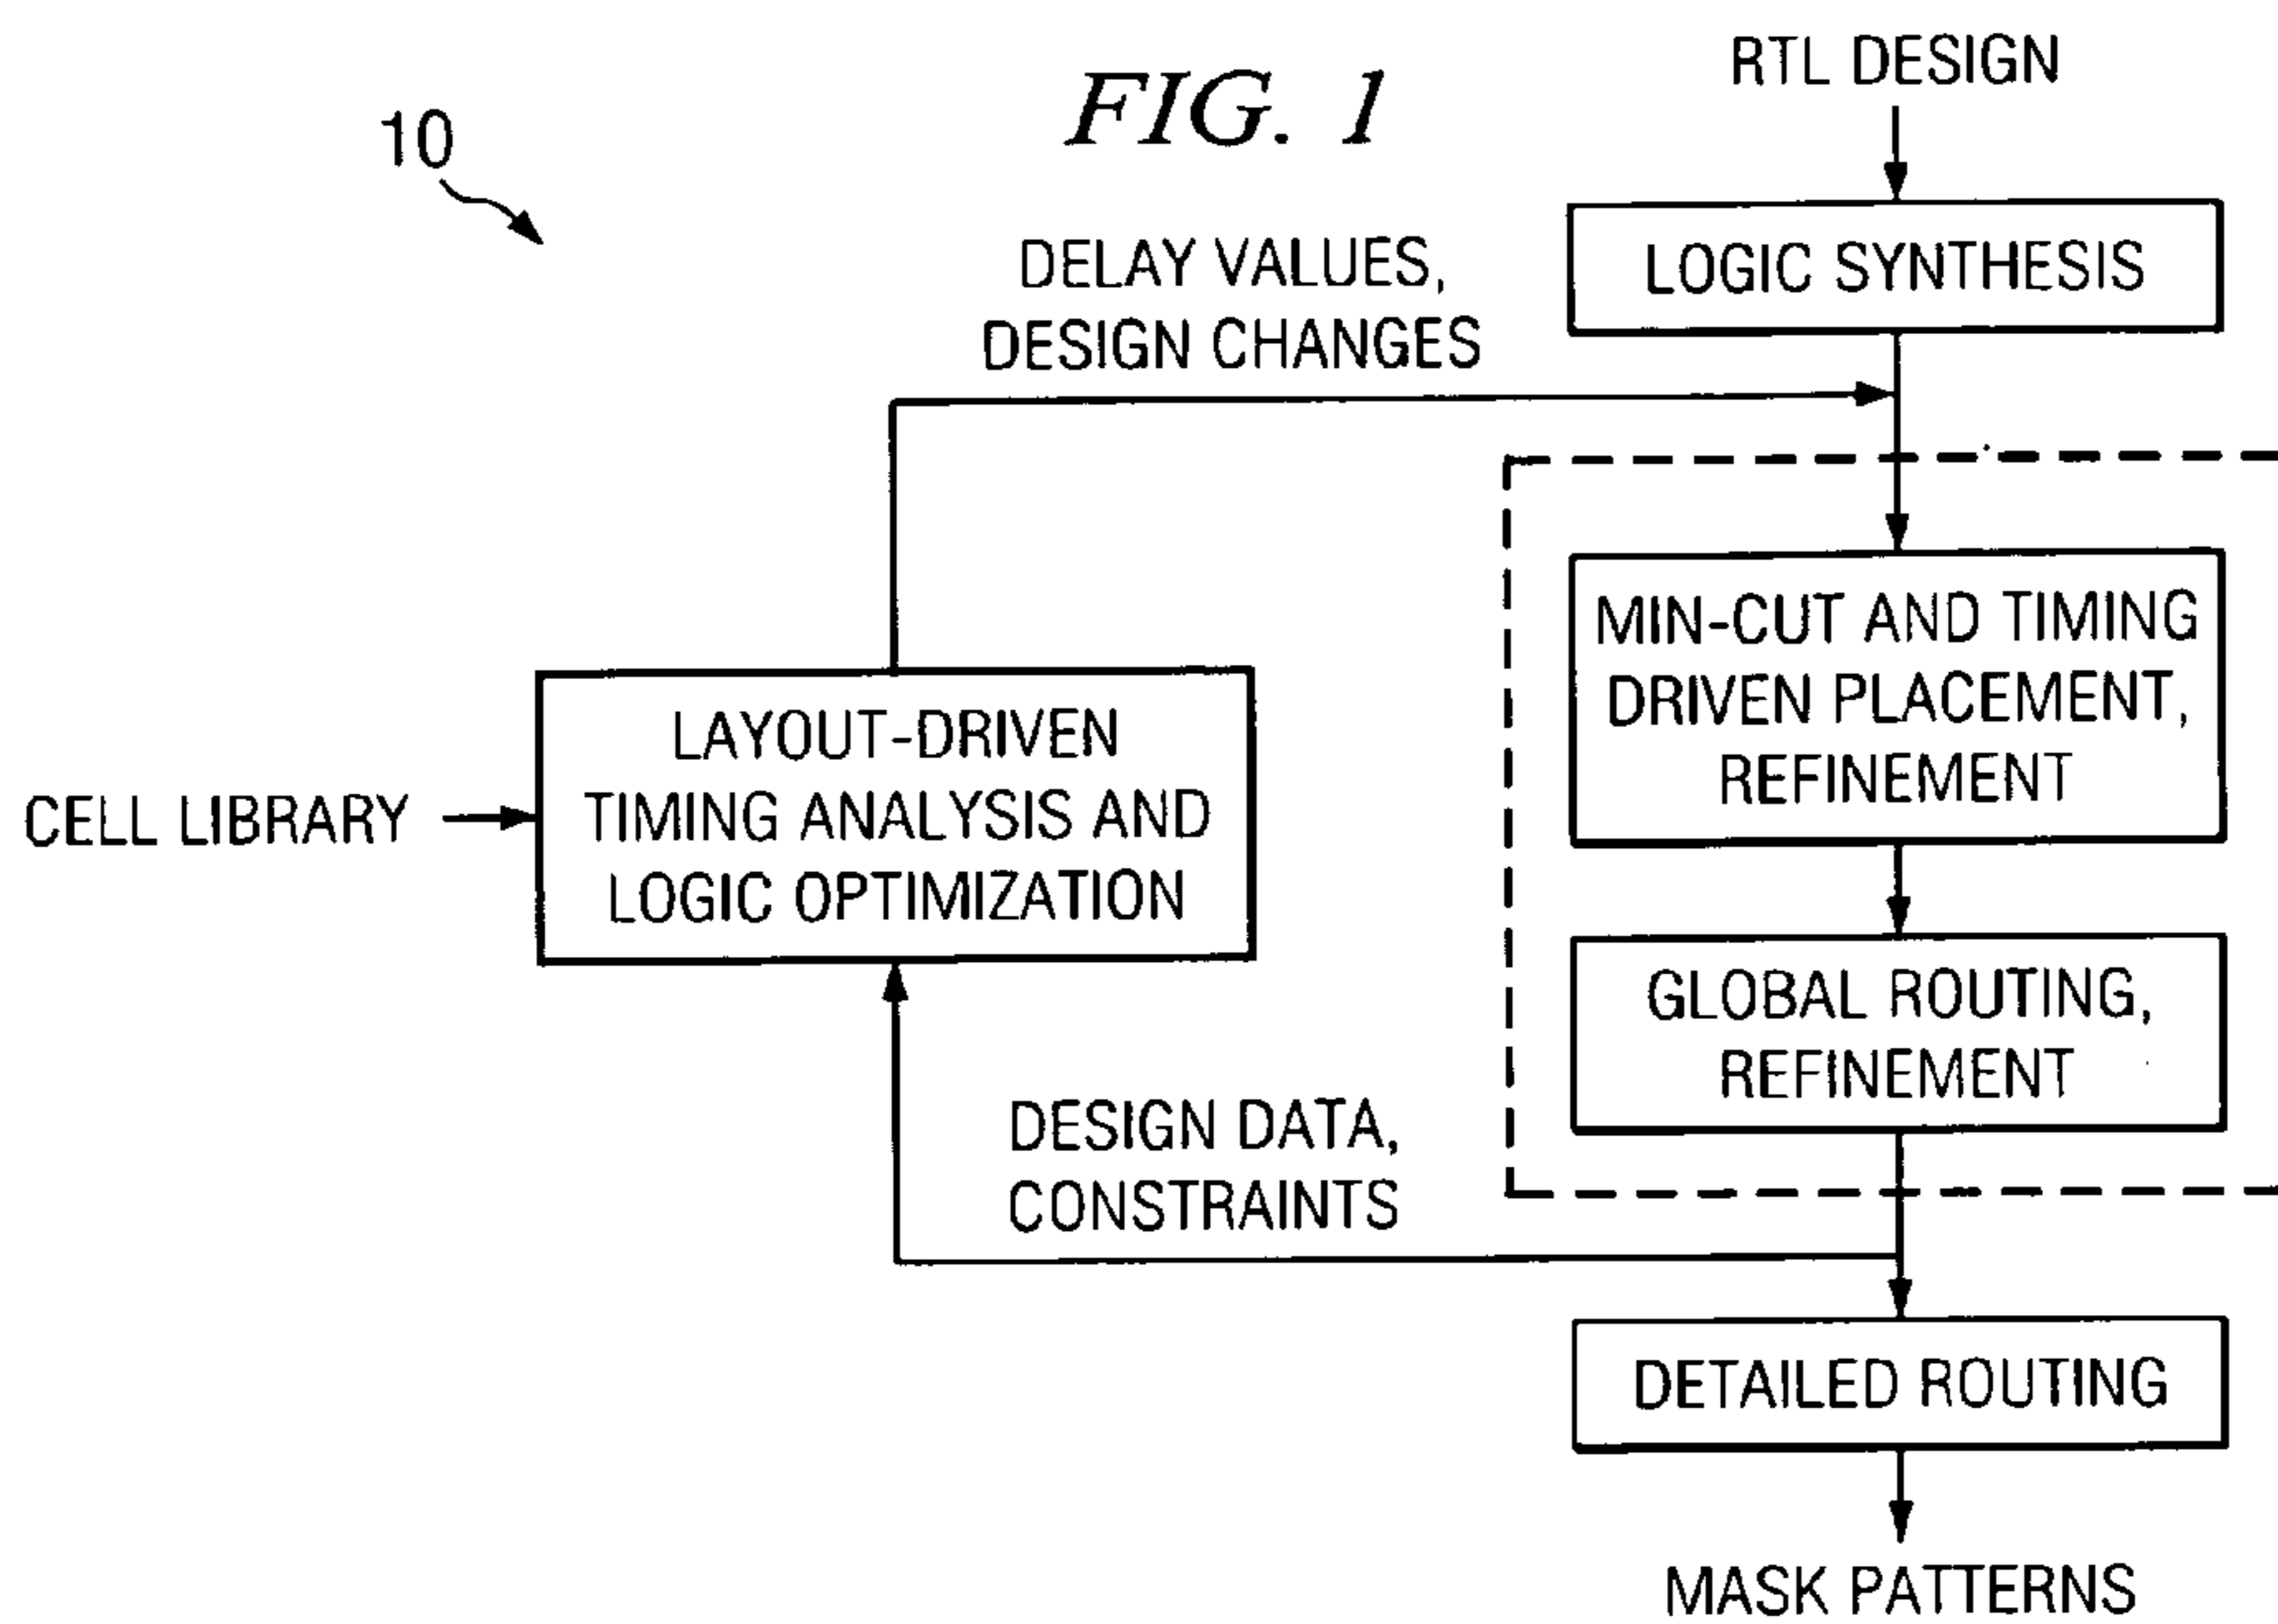 FIG. 1
10
RTL DESIGN
LOGIC SYNTHESIS
DELAY VALUES,
DESIGN CHANGES
MIN-CUT AND TIMING
DRIVEN PLACEMENT,
REFINEMENT
LAYOUT-DRIVEN
TIMING ANALYSIS AND
LOGIC OPTIMIZATION
CELL LIBRARY
GLOBAL ROUTING,
REFINEMENT
DESIGN DATA,
CONSTRAINTS
DETAILED ROUTING
MASK PATTERNS